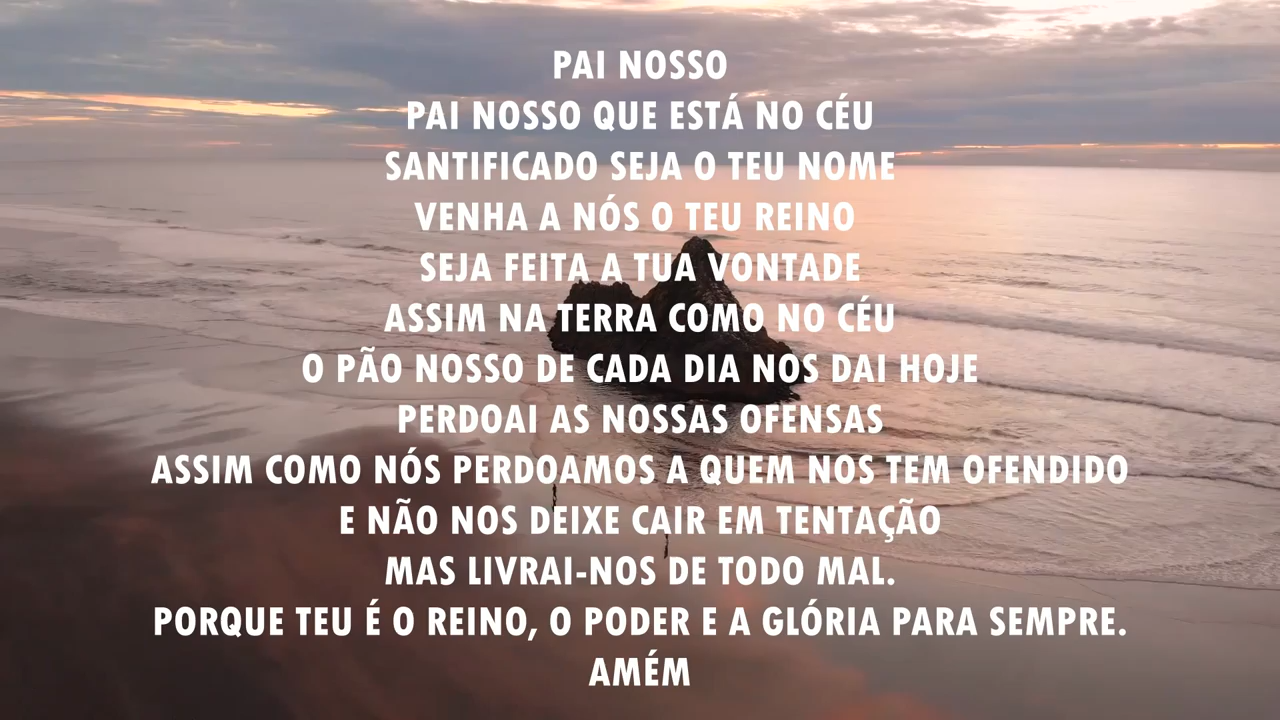 PAI NOSSO
PAI NOSSO QUE ESTÁ NO CÉU
SANTIFICADO SEJA O TEU NOME
VENHA A NÓS O TEU REINO
SEJA FEITA A TUA VONTADE
ASSIM NA TERRA COMO NO CÉU
O PÃO NOSSO DE CADA DIA NOS DAI HOJE
PERDOAI AS NOSSAS OFENSAS
ASSIM COMO NÓS PERDOAMOS A QUEM NOS TEM OFENDIDO
E NÃO NOS DEIXE CAIR EM TENTAÇÃO
MAS LIVRAI-NOS DE TODO MAL.
PORQUE TEU É O REINO, O PODER E A GLÓRIA PARA SEMPRE.
AMÉM